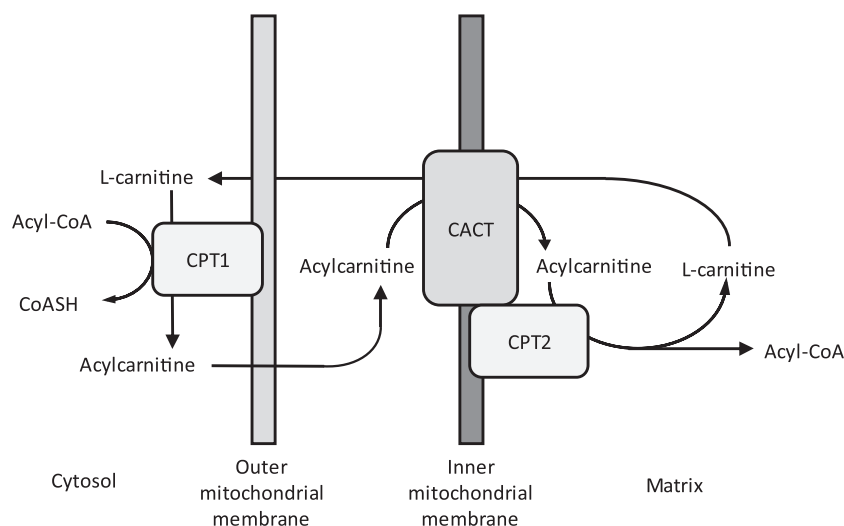 L-carnitine
Acyl-CoA
CPT1
CoASH
Acylcarnitine
Acylcarnitine
CACT
Acylcarnitine
L-carnitine
CPT2
Acyl-CoA
Cytosol
Outer
mitochondrial
membrane
Inner
mitochondrial
membrane
Matrix